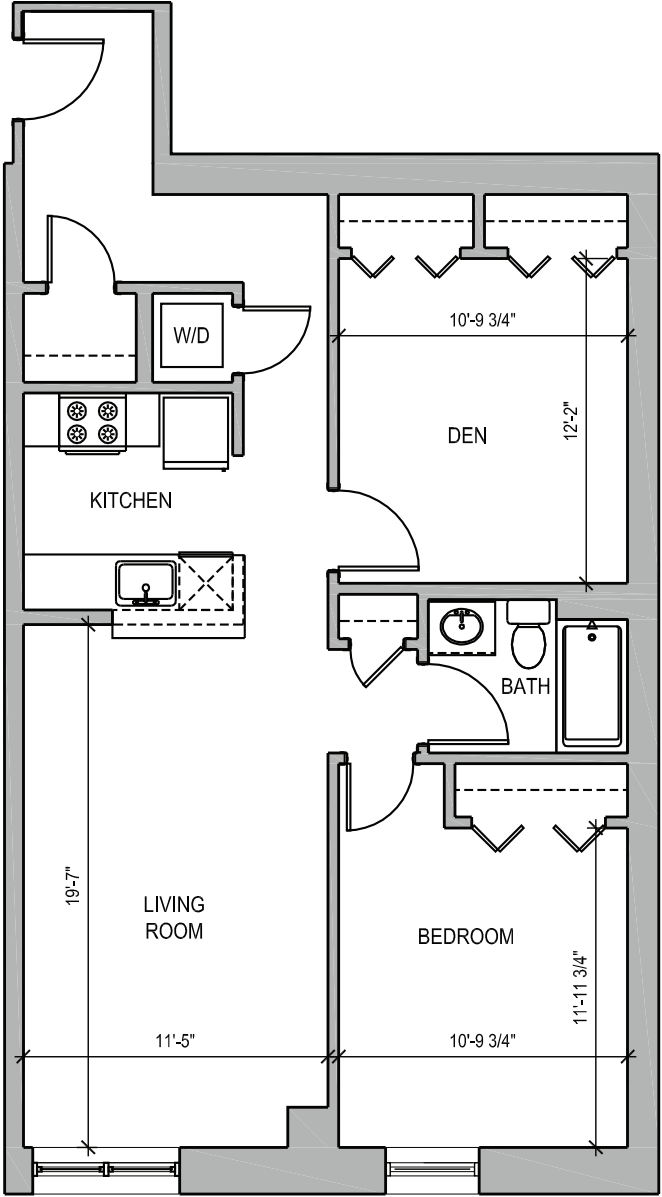 W/D
10'-9 3/4"
12'-2"
DEN
KITCHEN
BATH
19'-7"
LIVING
ROOM
BEDROOM
11'-11 3/4"
11'-5"
10'-9 3/4"